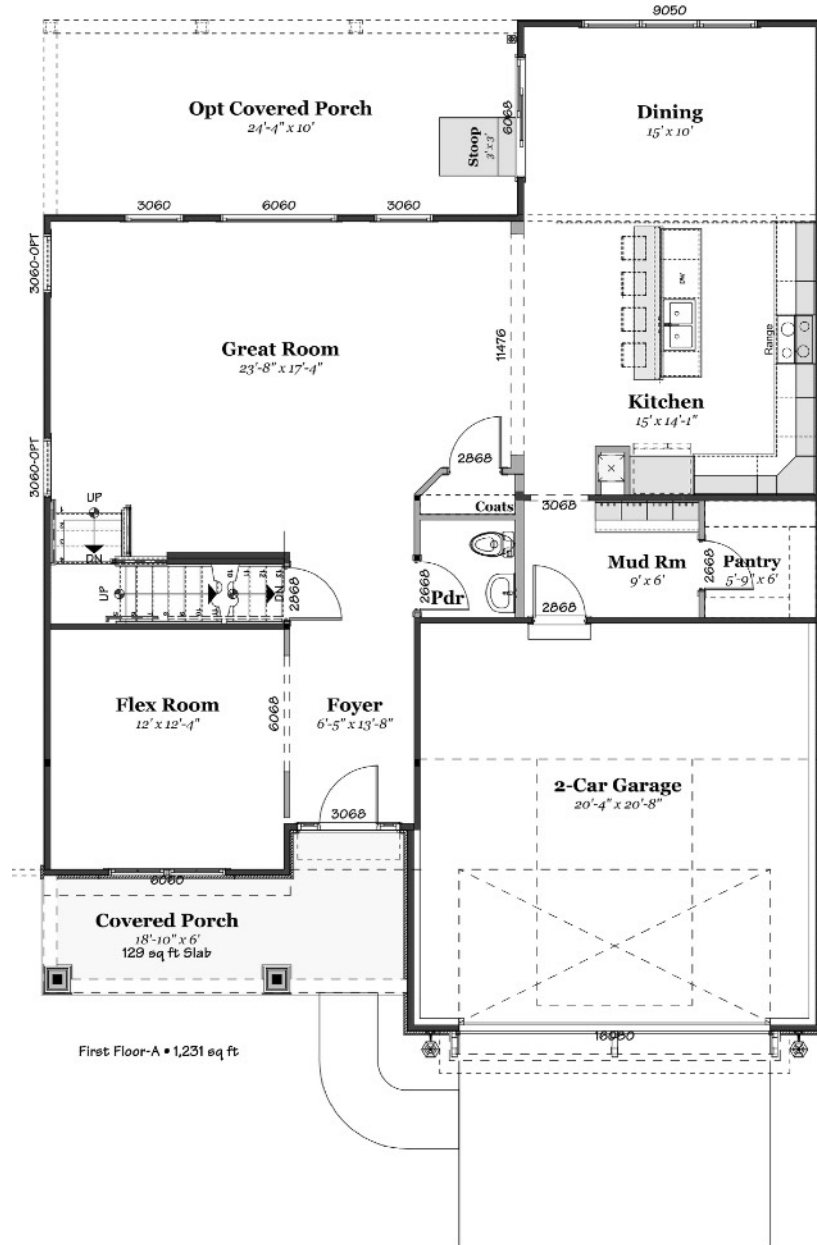 9050
Opt Covered Porch
24'-4" x 10'
Stoop
3' x 3'
6068
Dining
15' x 10'
3060
6060
3060
3060-OPT
Great Room
23'-8" x 17'-4"
11476
DW
Range
Kitchen
15' x 14'-1"
3060-OPT
2868
Coats
3068
UP
DN
UP
DN
2868
2668
Pdr
Mud Rm
9' x 6'
2868
2668
Pantry
5'-9" x 6'
Flex Room
12' x 12'-4"
6068
Foyer
6'-5" x 13'-8"
3068
2-Car Garage
20'-4" x 20'-8"
6060
Covered Porch
18'-10" x 6'
129 sq ft Slab
First Floor-A • 1,231 sq ft